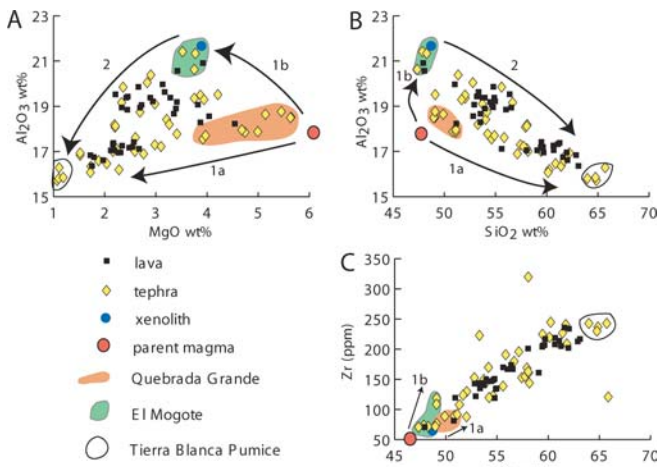 A
B
23
21
19
17
15
Al2O3 wt%
1 2 3 4 5 6 7
MgO wt%
2
1b
1a
23
21
19
17
15
Al2O3 wt%
45 50 55 60 65 70
SiO2 wt%
1b
2
1a
lava
tephra
xenolith
parent magma
Quebrada Grande
El Mogote
Tierra Blanca Pumice
C
350
300
250
200
150
100
50
Zr (ppm)
45 50 55 60 65 70
1b
1a